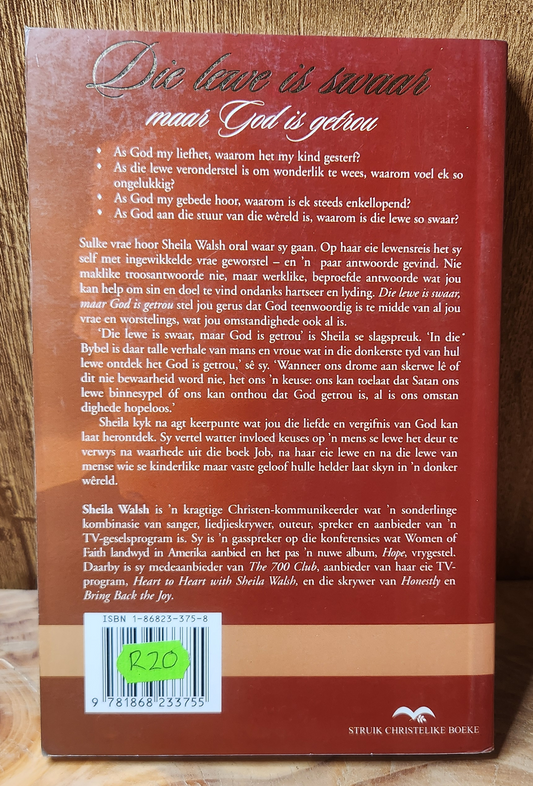 Die lewe is swaar
maar God is getrou
As God my liefhet, waarom het my kind gesterf?
As die lewe veronderstel is om wonderlik te wees, waarom voel ek so
ongelukkig?
As God my gebede hoor, waarom is ek steeds enkellopend?
As God aan die stuur van die wêreld is, waarom is die lewe so swaar?
Sulke vrae hoor Sheila Walsh oral waar sy gaan. Op haar eie lewensreis het sy
self met ingewikkelde vrae geworstel – en 'n paar antwoorde gevind. Nie
maklike troosantwoorde nie, maar werklike, beproefde antwoorde wat jou
kan help om sin en doel te vind ondanks hartseer en lyding. Die lewe is swaar,
maar God is getrou stel jou gerus dat God teenwoordig is te midde van al jou
vrae en worstelings, wat jou omstandighede ook al is.
'Die lewe is swaar, maar God is getrou' is Sheila se slagspreuk. 'In die
Bybel is daar talle verhale van mans en vroue wat in die donkerste tyd van hul
lewe ontdek het God is getrou,' sê sy. 'Wanneer ons drome aan skerwe lê of
dit nie bewaarheid word nie, het ons 'n keuse: ons kan toelaat dat Satan ons
lewe binnesypel óf ons kan onthou dat God getrou is, al is ons omstan
dighede hopeloos.'
Sheila kyk na agt keerpunte wat jou die liefde en vergifnis van God kan
laat herontdek. Sy vertel watter invloed keuses op 'n mens se lewe het deur te
verwys na waarhede uit die boek Job, na haar eie lewe en na die lewe van
mense wie se kinderlike maar vaste geloof hulle helder laat skyn in 'n donker
wêreld.
Sheila Walsh is 'n kragtige Christen-kommunikeerder wat 'n sonderlinge
kombinasie van sanger, liedjieskrywer, outeur, spreker en aanbieder van 'n
TV-geselsprogram is. Sy is 'n gasspreker op die konferensies wat Women of
Faith landwyd in Amerika aanbied en het pas 'n nuwe album, Hope, vrygestel.
Daarby is sy medeaanbieder van The 700 Club, aanbieder van haar eie TV-
program, Heart to Heart with Sheila Walsh, en die skrywer van Honestly en
Bring Back the Joy.
ISBN 1-86823-375-8
R20
9 781868 233755
STRUIK CHRISTELIKE BOEKE